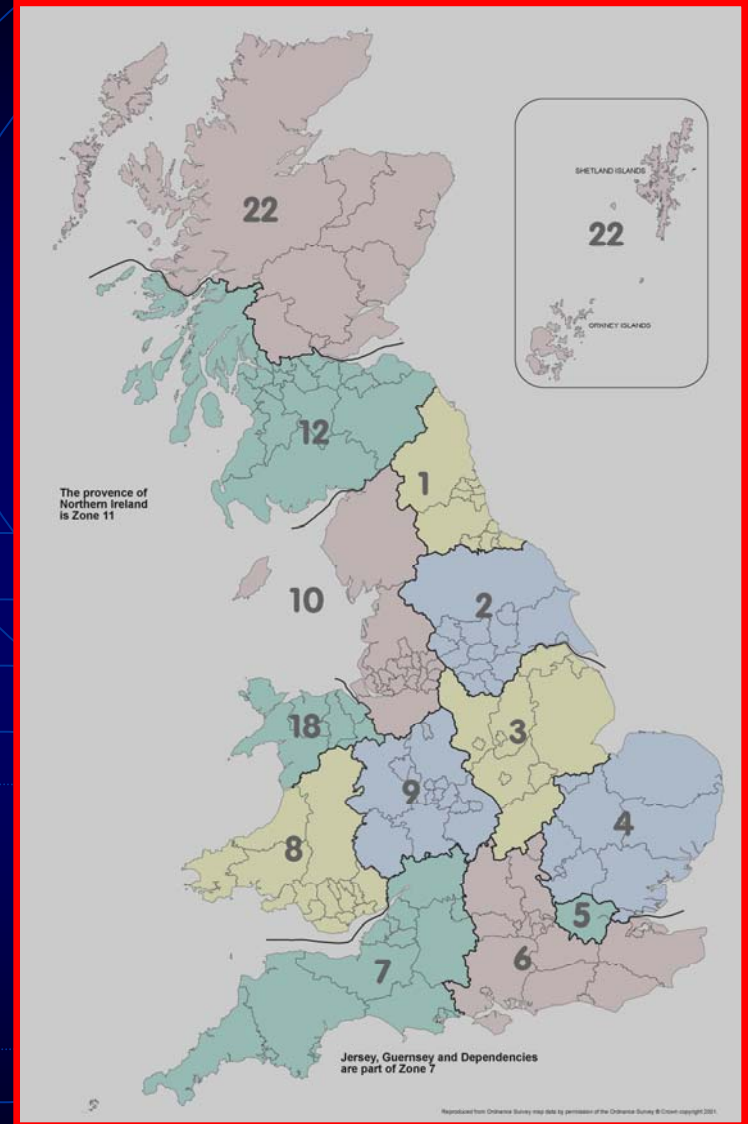 SHETLAND ISLANDS
22
22
ORKNEY ISLANDS
12
1
The provence of
Northern Ireland
is Zone 11
10
2
18
3
9
4
8
5
6
7
Jersey, Guernsey and Dependencies
are part of Zone 7
Reproduced from Ordnance Survey map data by permission of the Ordnance Survey © Crown copyright 2001.